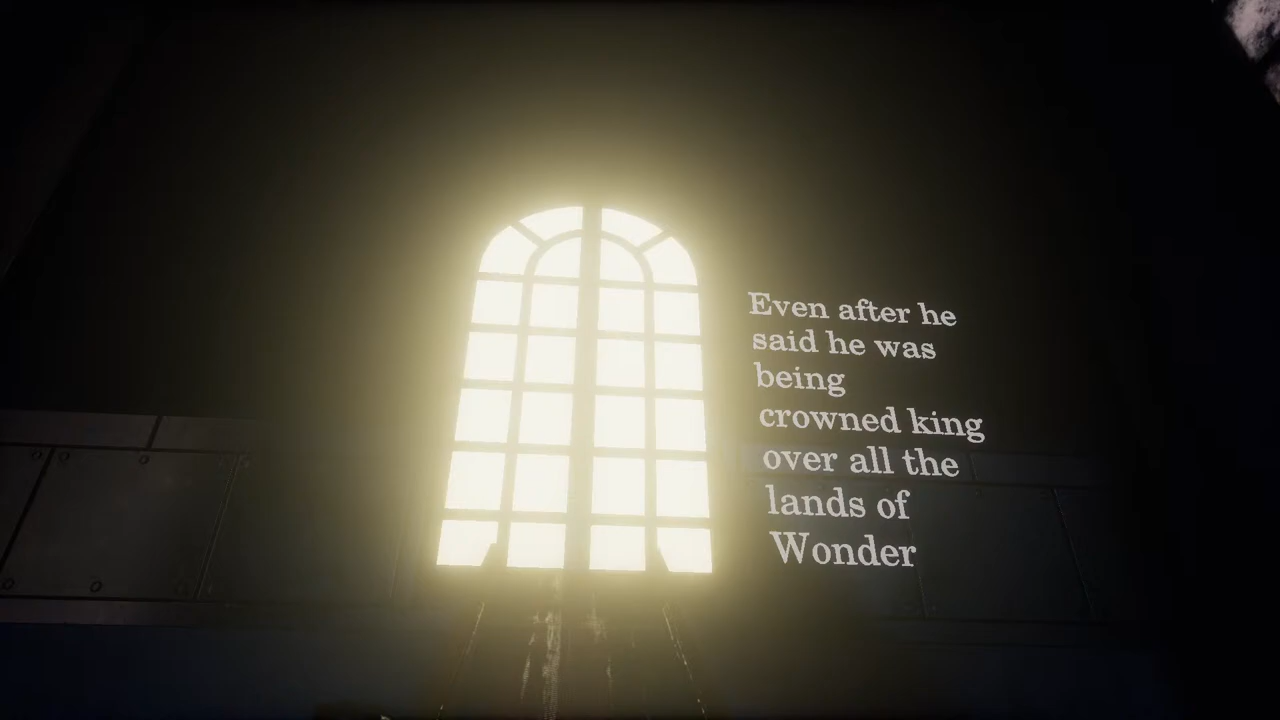 Even after he
said he was
being
crowned king
over all the
lands of
Wonder